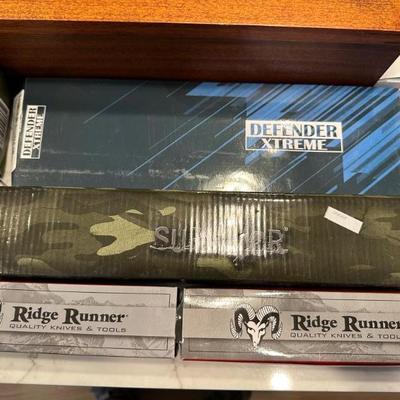 DEFENDER
XTREME
DEFENDER
XTREME
Ridge Runner®
QUALITY KNIVES & TOOLS
Ridge Runner
QUALITY KNIVES & TOOLS